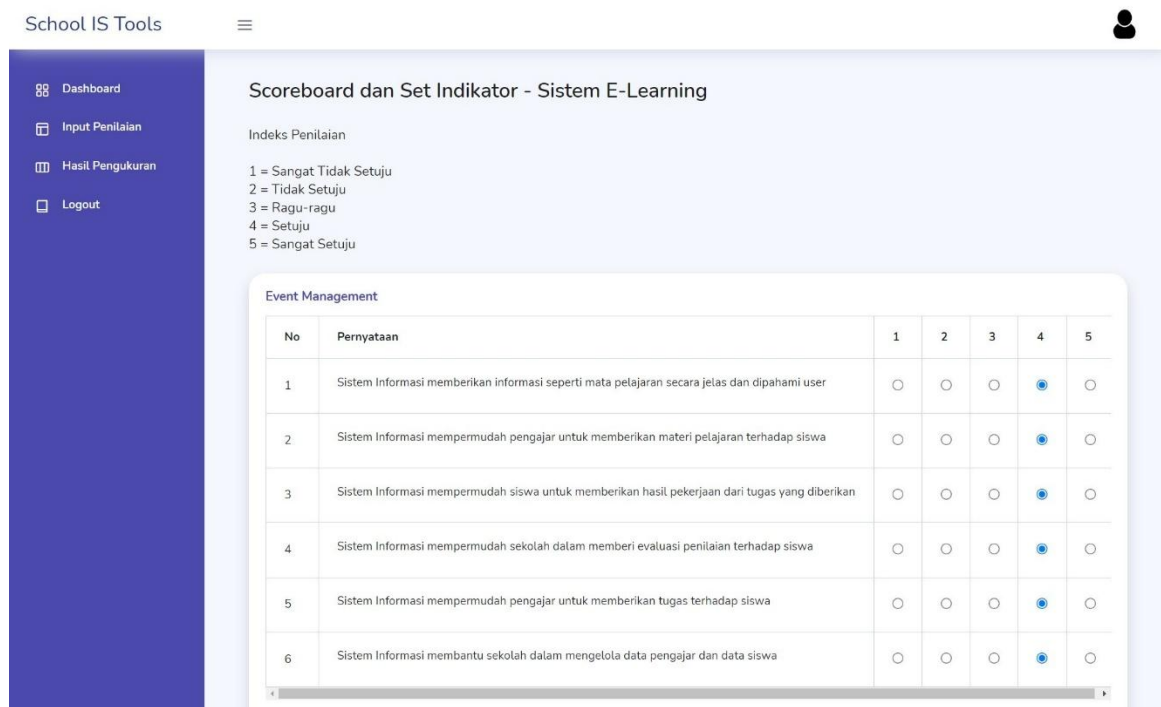 School IS Tools
Dashboard
Input Penilaian
Hasil Pengukuran
Logout
Scoreboard dan Set Indikator - Sistem E-Learning
Indeks Penilaian
1 = Sangat Tidak Setuju
2 = Tidak Setuju
3 = Ragu-ragu
4 = Setuju
5 = Sangat Setuju
Event Management
No Pernyataan 1 2 3 4 5
1 Sistem Informasi memberikan informasi seperti mata pelajaran secara jelas dan dipahami user
2 Sistem Informasi mempermudah pengajar untuk memberikan materi pelajaran terhadap siswa
3 Sistem Informasi mempermudah siswa untuk memberikan hasil pekerjaan dari tugas yang diberikan
4 Sistem Informasi mempermudah sekolah dalam memberi evaluasi penilaian terhadap siswa
5 Sistem Informasi mempermudah pengajar untuk memberikan tugas terhadap siswa
6 Sistem Informasi membantu sekolah dalam mengelola data pengajar dan data siswa